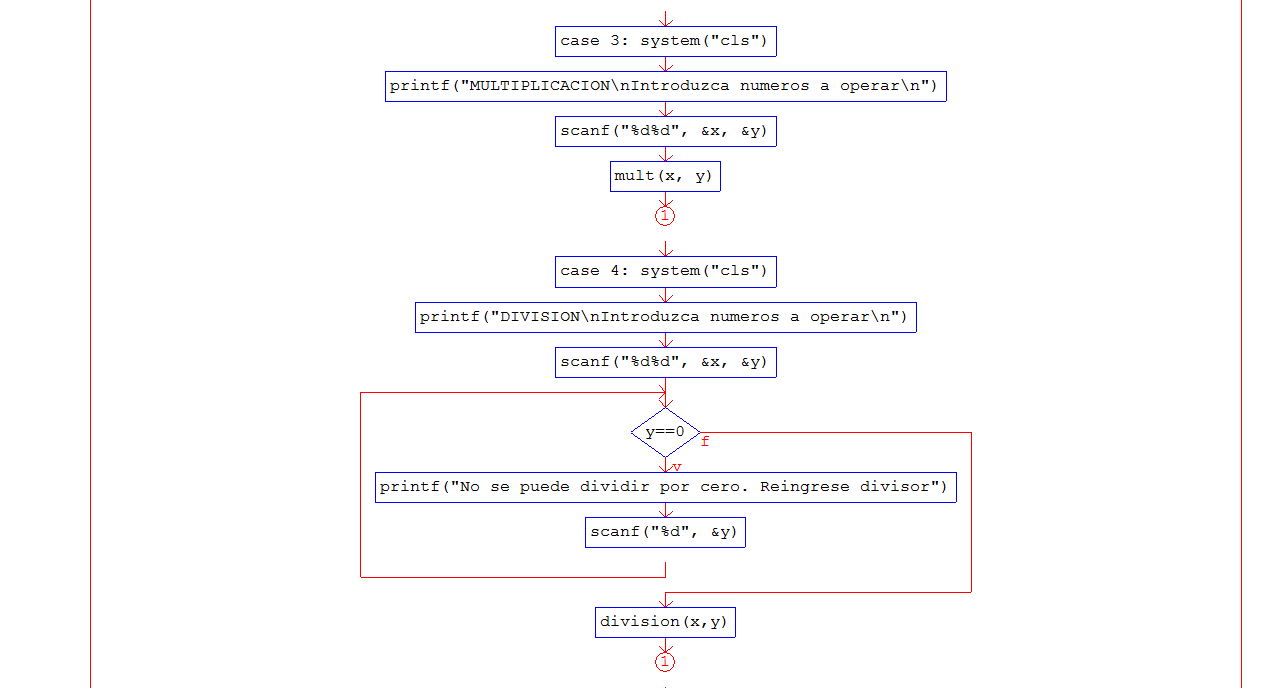 case 3: system("cls")
printf("MULTIPLICACION\nIntroduzca numeros a operar\n")
scanf("%d%d", &x, &y)
mult(x, y)
1
case 4: system("cls")
printf("DIVISION\nIntroduzca numeros a operar\n")
scanf("%d%d", &x, &y)
y==0
f
v
printf("No se puede dividir por cero. Reingrese divisor")
scanf("%d", &y)
division(x,y)
1